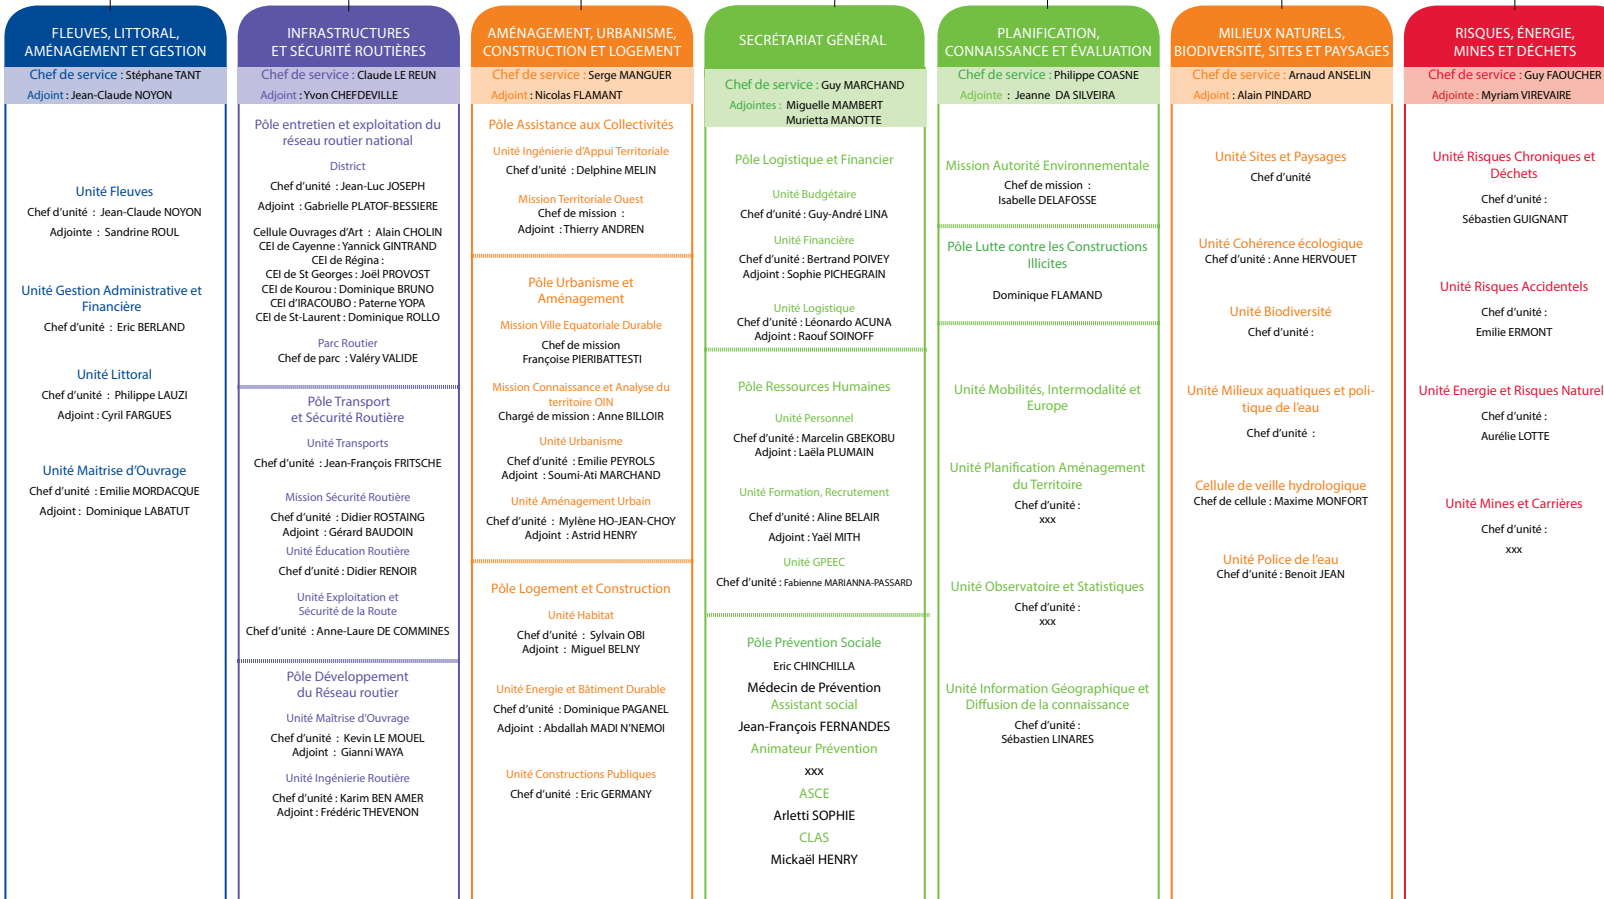 FLEUVES, LITTORAL,
AMÉNAGEMENT ET GESTION
Chef de service : Stéphane TANT
Adjoint : Jean-Claude NOYON
Unité Fleuves
Chef d'unité : Jean-Claude NOYON
Adjointe : Sandrine ROUL
Unité Gestion Administrative et
Financière
Chef d'unité : Eric BERLAND
Unité Littoral
Chef d'unité : Philippe LAUZI
Adjoint : Cyril FARGUES
Unité Maitrise d'Ouvrage
Chef d'unité : Emilie MORDACQUE
Adjoint : Dominique LABATUT
INFRASTRUCTURES
ET SÉCURITÉ ROUTIÈRES
Chef de service : Claude LE REUN
Adjoint : Yvon CHEFDEVILLE
Pôle entretien et exploitation du
réseau routier national
District
Chef d'unité : Jean-Luc JOSEPH
Adjoint : Gabrielle PLATOF-BESSIERE
Cellule Ouvrages d'Art : Alain CHOLIN
CEI de Cayenne : Yannick GINTRAND
CEI de Régina :
CEI de St Georges : Joël PROVOST
CEI de Kourou : Dominique BRUNO
CEI d'IRACOUBO : Paterne YOPA
CEI de St-Laurent : Dominique ROLLO
Parc Routier
Chef de parc : Valéry VALIDE
Pôle Transport
et Sécurité Routière
Unité Transports
Chef d'unité : Jean-François FRITSCHE
Mission Sécurité Routière
Chef d'unité : Didier ROSTAING
Adjoint : Gérard BAUDOIN
Unité Éducation Routière
Chef d'unité : Didier RENOIR
Unité Exploitation et
Sécurité de la Route
Chef d'unité : Anne-Laure DE COMMINES
Pôle Développement
du Réseau routier
Unité Maîtrise d'Ouvrage
Chef d'unité : Kevin LE MOUEL
Adjoint : Gianni WAYA
Unité Ingénierie Routière
Chef d'unité : Karim BEN AMER
Adjoint : Frédéric THEVENON
AMÉNAGEMENT, URBANISME,
CONSTRUCTION ET LOGEMENT
Chef de service : Serge MANGUER
Adjoint : Nicolas FLAMANT
Pôle Assistance aux Collectivités
Unité Ingénierie d'Appui Territoriale
Chef d'unité : Delphine MELIN
Mission Territoriale Ouest
Chef de mission :
Adjoint : Thierry ANDREN
Pôle Urbanisme et
Aménagement
Mission Ville Equatoriale Durable
Chef de mission
Françoise PIERIBATTESTI
Mission Connaissance et Analyse du
territoire OIN
Chargé de mission : Anne BILLOIR
Unité Urbanisme
Chef d'unité : Emilie PEYROLS
Adjoint : Soumi-Ati MARCHAND
Unité Aménagement Urbain
Chef d'unité : Mylène HO-JEAN-CHOY
Adjoint : Astrid HENRY
Pôle Logement et Construction
Unité Habitat
Chef d'unité : Sylvain OBI
Adjoint : Miguel BELNY
Unité Energie et Bâtiment Durable
Chef d'unité : Dominique PAGANEL
Adjoint : Abdallah MADI N'NEMOI
Unité Constructions Publiques
Chef d'unité : Eric GERMANY
SECRÉTARIAT GÉNÉRAL
Chef de service : Guy MARCHAND
Adjointes : Miguelle MAMBERT
Murietta MANOTTE
Pôle Logistique et Financier
Unité Budgétaire
Chef d'unité : Guy-André LINA
Unité Financière
Chef d'unité : Bertrand POIVEY
Adjoint : Sophie PICHEGRAIN
Unité Logistique
Chef d'unité : Léonardo ACUNA
Adjoint : Raouf SOINOFF
Pôle Ressources Humaines
Unité Personnel
Chef d'unité : Marcelin GBEKOBU
Adjoint : Laëla PLUMAIN
Unité Formation, Recrutement
Chef d'unité : Aline BELAIR
Adjoint : Yaël MITH
Unité GPEEC
Chef d'unité : Fabienne MARIANNA-PASSARD
Pôle Prévention Sociale
Eric CHINCHILLA
Médecin de Prévention
Assistant social
Jean-François FERNANDES
Animateur Prévention
xxx
ASCE
Arletti SOPHIE
CLAS
Mickaël HENRY
PLANIFICATION,
CONNAISSANCE ET ÉVALUATION
Chef de service : Philippe COASNE
Adjointe : Jeanne DA SILVEIRA
Mission Autorité Environnementale
Chef de mission :
Isabelle DELAFOSSE
Pôle Lutte contre les Constructions
Illicites
Dominique FLAMAND
Unité Mobilités, Intermodalité et
Europe
Unité Planification Aménagement
du Territoire
Chef d'unité :
xxx
Unité Observatoire et Statistiques
Chef d'unité :
xxx
Unité Information Géographique et
Diffusion de la connaissance
Chef d'unité :
Sébastien LINARES
MILIEUX NATURELS,
BIODIVERSITÉ, SITES ET PAYSAGES
Chef de service : Arnaud ANSELIN
Adjoint : Alain PINDARD
Unité Sites et Paysages
Chef d'unité
Unité Cohérence écologique
Chef d'unité : Anne HERVOUET
Unité Biodiversité
Chef d'unité :
Unité Milieux aquatiques et poli-
tique de l'eau
Chef d'unité :
Cellule de veille hydrologique
Chef de cellule : Maxime MONFORT
Unité Police de l'eau
Chef d'unité : Benoit JEAN
RISQUES, ÉNERGIE,
MINES ET DÉCHETS
Chef de service : Guy FAOUCHER
Adjointe : Myriam VIREVAIRE
Unité Risques Chroniques et
Déchets
Chef d'unité :
Sébastien GUIGNANT
Unité Risques Accidentels
Chef d'unité :
Emilie ERMONT
Unité Energie et Risques Naturel
Chef d'unité :
Aurélie LOTTE
Unité Mines et Carrières
Chef d'unité :
xxx